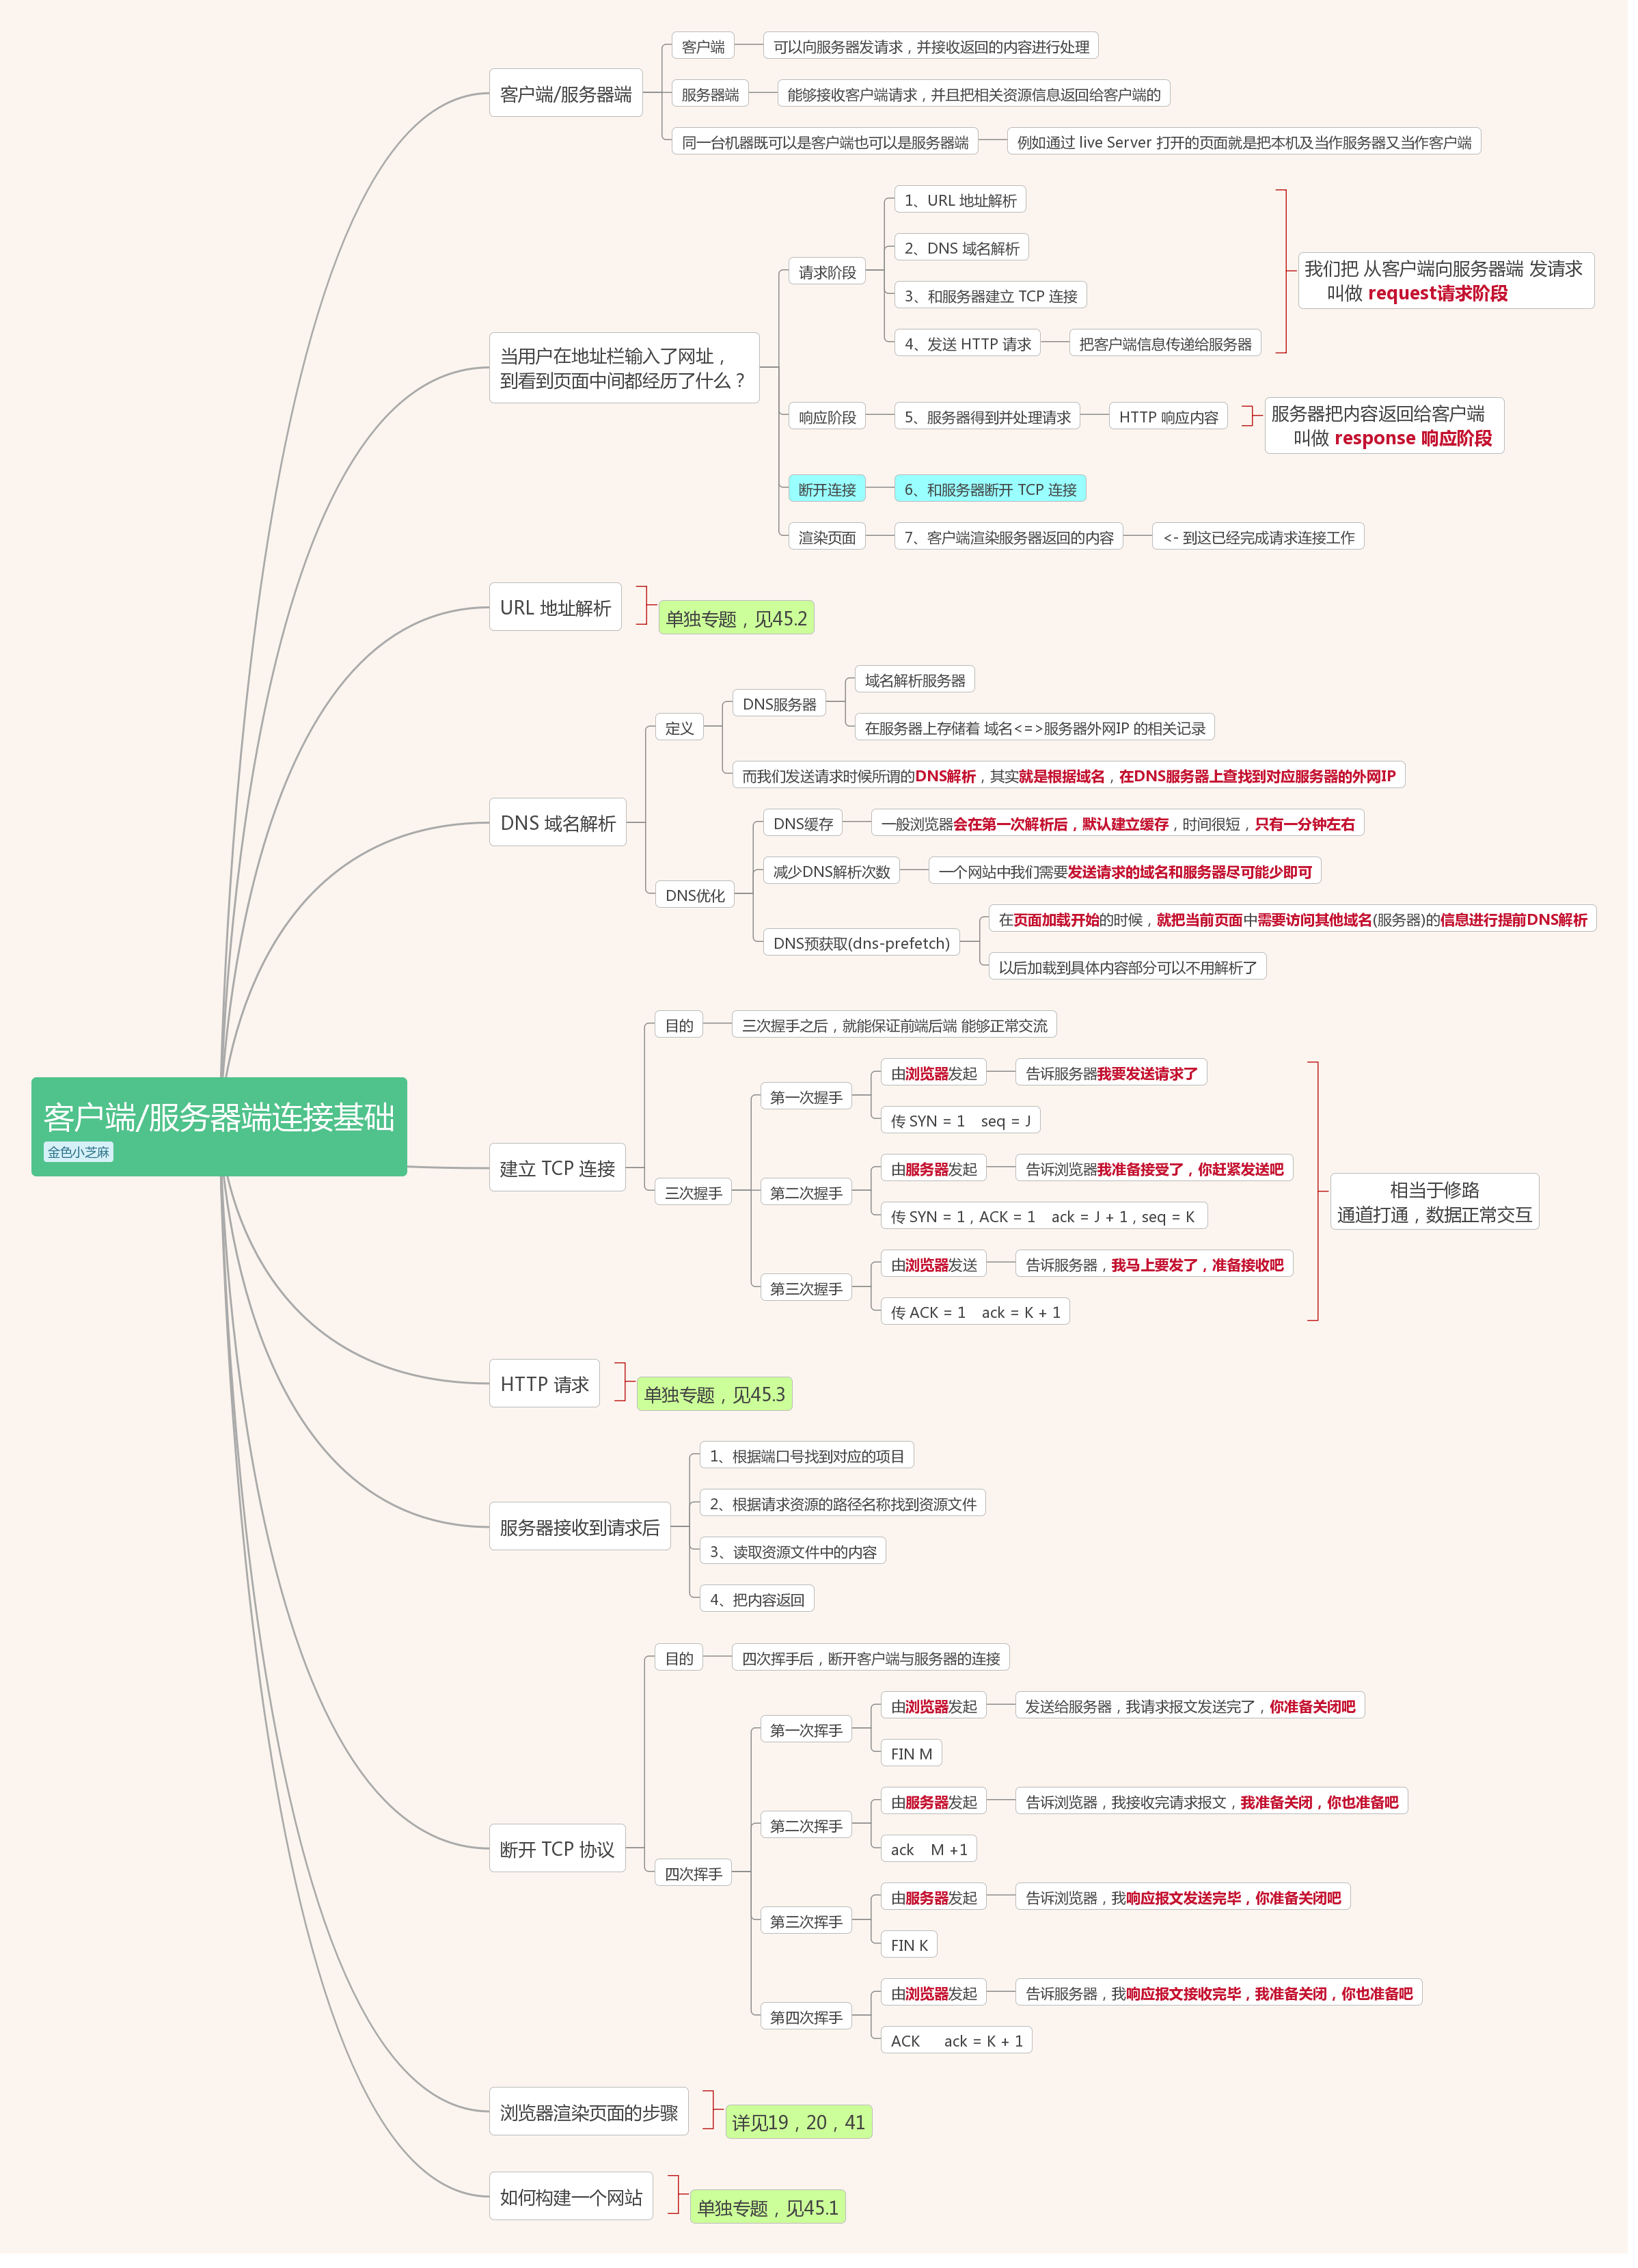 客户端/服务器端连接基础
金色小芝麻
客户端/服务器端
客户端
可以向服务器发请求，并接收返回的内容进行处理
服务器端
能够接收客户端请求，并且把相关资源信息返回给客户端的
同一台机器既可以是客户端也可以是服务器端
例如通过 live Server 打开的页面就是把本机及当作服务器又当作客户端
当用户在地址栏输入了网址，
到看到页面中间都经历了什么？
请求阶段
1、URL 地址解析
2、DNS 域名解析
3、和服务器建立 TCP 连接
4、发送 HTTP 请求
把客户端信息传递给服务器
我们把 从客户端向服务器端 发请求
叫做 request请求阶段
响应阶段
5、服务器得到并处理请求
HTTP 响应内容
服务器把内容返回给客户端
叫做 response 响应阶段
断开连接
6、和服务器断开 TCP 连接
渲染页面
7、客户端渲染服务器返回的内容
<- 到这已经完成请求连接工作
URL 地址解析
单独专题，见45.2
DNS 域名解析
定义
DNS服务器
域名解析服务器
在服务器上存储着 域名<=>服务器外网IP 的相关记录
而我们发送请求时候所谓的DNS解析，其实就是根据域名，在DNS服务器上查找到对应服务器的外网IP
DNS优化
DNS缓存
一般浏览器会在第一次解析后，默认建立缓存，时间很短，只有一分钟左右
减少DNS解析次数
一个网站中我们需要发送请求的域名和服务器尽可能少即可
DNS预获取(dns-prefetch)
在页面加载开始的时候，就把当前页面中需要访问其他域名(服务器)的信息进行提前DNS解析
以后加载到具体内容部分可以不用解析了
建立 TCP 连接
目的
三次握手之后，就能保证前端后端 能够正常交流
三次握手
第一次握手
由浏览器发起
告诉服务器我要发送请求了
传 SYN = 1 seq = J
第二次握手
由服务器发起
告诉浏览器我准备接受了，你赶紧发送吧
传 SYN = 1，ACK = 1 ack = J + 1，seq = K
第三次握手
由浏览器发送
告诉服务器，我马上要发了，准备接收吧
传 ACK = 1 ack = K + 1
相当于修路
通道打通，数据正常交互
HTTP 请求
单独专题，见45.3
服务器接收到请求后
1、根据端口号找到对应的项目
2、根据请求资源的路径名称找到资源文件
3、读取资源文件中的内容
4、把内容返回
断开 TCP 协议
目的
四次挥手后，断开客户端与服务器的连接
四次挥手
第一次挥手
由浏览器发起
发送给服务器，我请求报文发送完了，你准备关闭吧
FIN M
第二次挥手
由服务器发起
告诉浏览器，我接收完请求报文，我准备关闭，你也准备吧
ack M +1
第三次挥手
由服务器发起
告诉浏览器，我响应报文发送完毕，你准备关闭吧
FIN K
第四次挥手
由浏览器发起
告诉服务器，我响应报文接收完毕，我准备关闭，你也准备吧
ACK ack = K + 1
浏览器渲染页面的步骤
详见19，20，41
如何构建一个网站
单独专题，见45.1